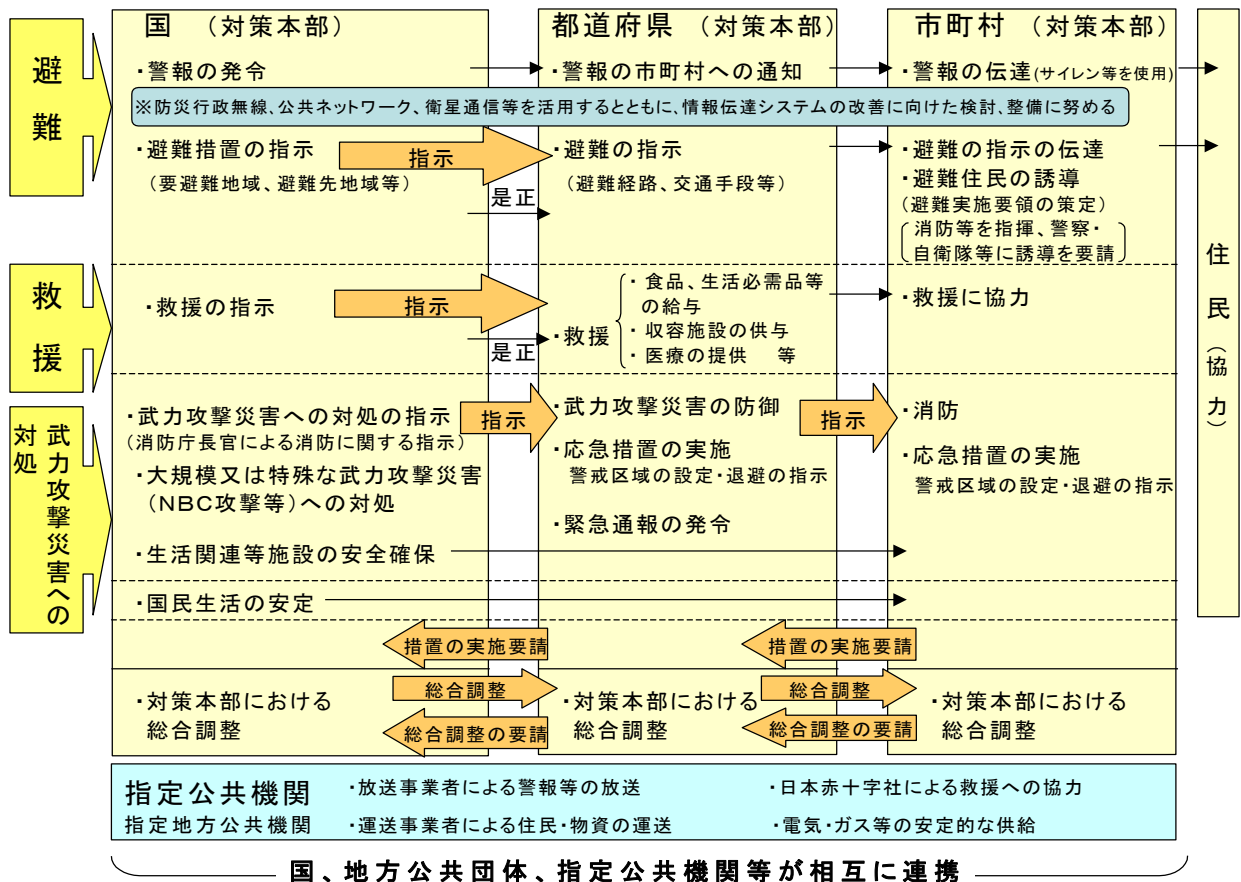 避難
国 (対策本部)
都道府県 (対策本部)
市町村 (対策本部)
・警報の発令
・警報の市町村への通知
・警報の伝達(サイレン等を使用)
※防災行政無線、公共ネットワーク、衛星通信等を活用するとともに、情報伝達システムの改善に向けた検討、整備に努める
・避難措置の指示
(要避難地域、避難先地域等)
指示
是正
・避難の指示
(避難経路、交通手段等)
・避難の指示の伝達
・避難住民の誘導
(避難実施要領の策定)
消防等を指揮、警察・
自衛隊等に誘導を要請
救援
・救援の指示
指示
是正
・救援
・食品、生活必需品等
の給与
・収容施設の供与
・医療の提供 等
・救援に協力
武力攻撃災害への
対処
・武力攻撃災害への対処の指示
(消防庁長官による消防に関する指示)
・大規模又は特殊な武力攻撃災害
(NBC攻撃等)への対処
・生活関連等施設の安全確保
指示
・武力攻撃災害の防御
・応急措置の実施
警戒区域の設定・退避の指示
・緊急通報の発令
指示
・消防
・応急措置の実施
警戒区域の設定・退避の指示
・国民生活の安定
措置の実施要請
措置の実施要請
・対策本部における
総合調整
総合調整
総合調整の要請
・対策本部における
総合調整
総合調整
総合調整の要請
・対策本部における
総合調整
住民(協力)
指定公共機関
指定地方公共機関
・放送事業者による警報等の放送
・日本赤十字社による救援への協力
・運送事業者による住民・物資の運送
・電気・ガス等の安定的な供給
国、地方公共団体、指定公共機関等が相互に連携